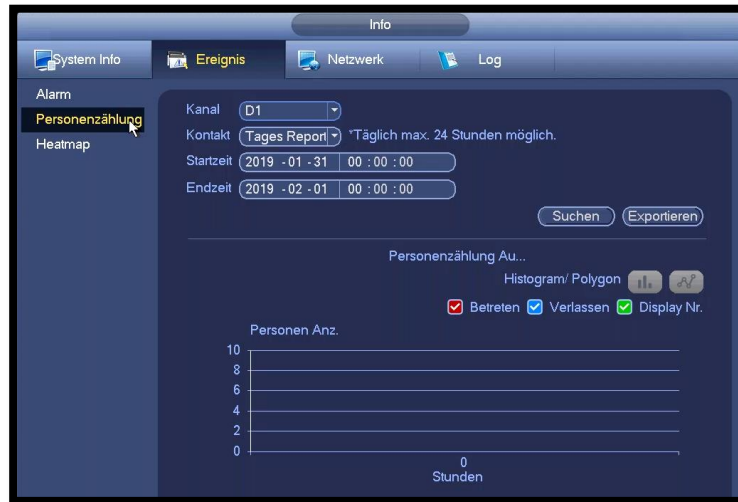 Info
System Info Ereignis Netzwerk Log
Alarm
Personenzählung
Heatmap
Kanal D1
Kontakt Tages Report *Täglich max. 24 Stunden möglich.
Startzeit 2019 - 01 - 31 00 : 00 : 00
Endzeit 2019 - 02 - 01 00 : 00 : 00
Suchen Exportieren
Personenzählung Au...
Histogram/ Polygon
Betreten Verlassen Display Nr.
Personen Anz.
10
8
6
4
2
0
0
Stunden